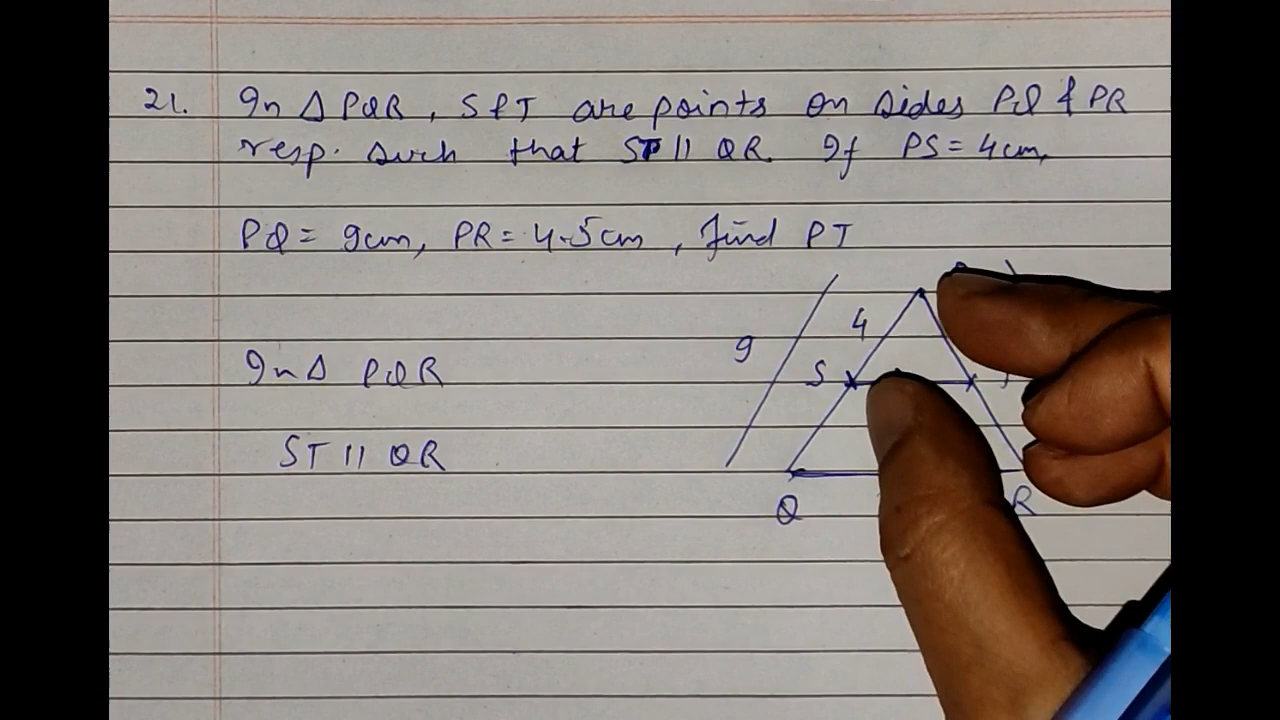 21. In Δ PQR, S & T are points on sides PQ & PR
resp. such that ST || QR. If PS = 4cm,
PQ = 9cm, PR = 4.5cm, find PT
4
9
S
In Δ PQR
ST || QR
Q
R